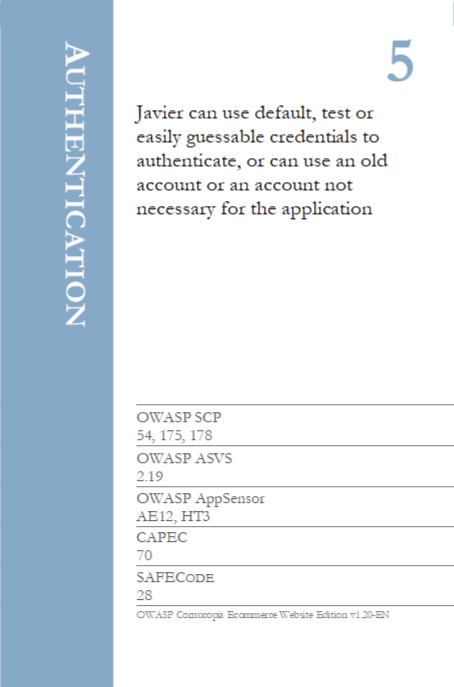 AUTHENTICATION
5
Javier can use default, test or
easily guessable credentials to
authenticate, or can use an old
account or an account not
necessary for the application
OWASP SCP
54, 175, 178
OWASP ASVS
2.19
OWASP AppSensor
AE12, HT3
CAPEC
70
SAFECODE
28
OWASP Cornucopia Ecommerce Website Edition v1.20-EN